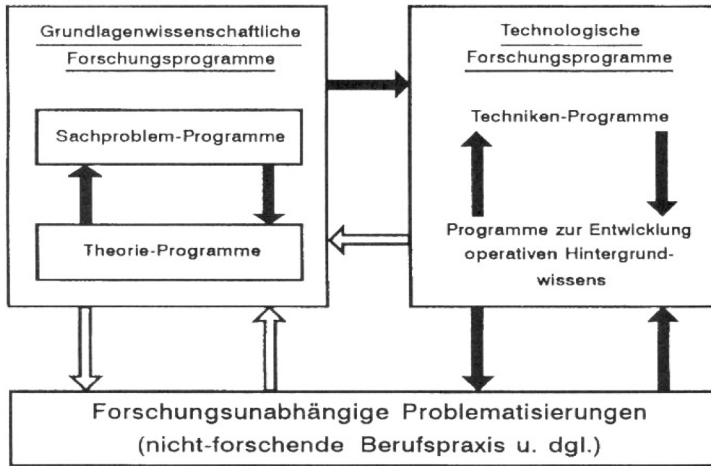 Grundlagenwissenschaftliche
Forschungsprogramme
Sachproblem-Programme
Theorie-Programme
Technologische
Forschungsprogramme
Techniken-Programme
Programme zur Entwicklung
operativen Hintergrund-
wissens
Forschungsunabhängige Problematisierungen
(nicht-forschende Berufspraxis u. dgl.)